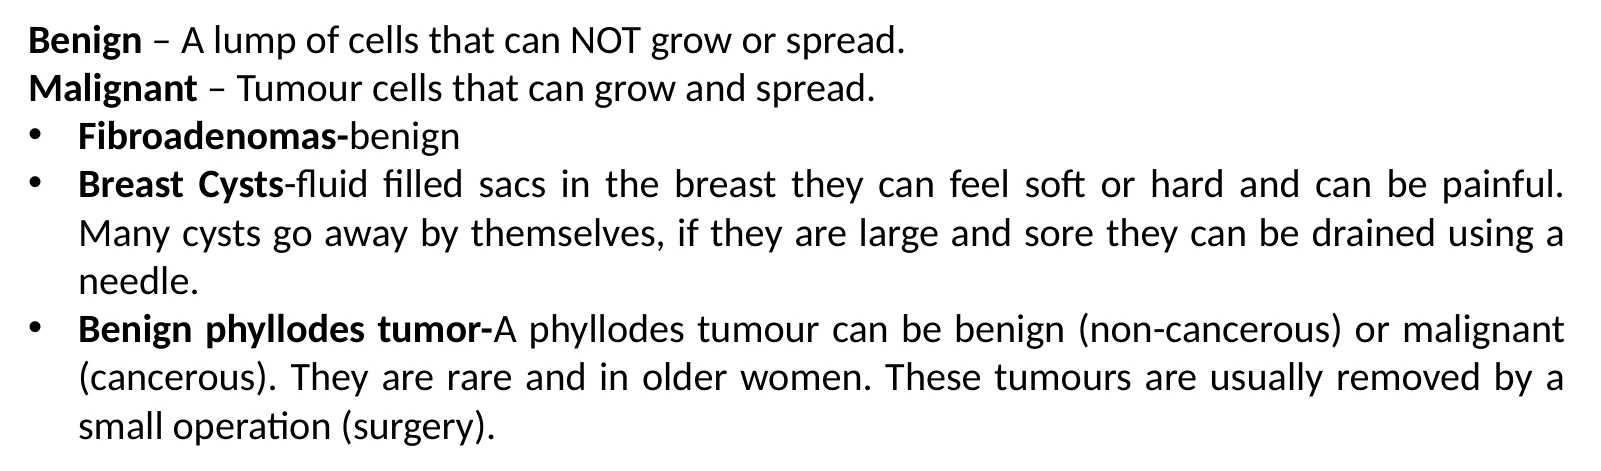 Benign – A lump of cells that can NOT grow or spread.
Malignant – Tumour cells that can grow and spread.
• Fibroadenomas-benign
• Breast Cysts-fluid filled sacs in the breast they can feel soft or hard and can be painful.
Many cysts go away by themselves, if they are large and sore they can be drained using a
needle.
• Benign phyllodes tumor-A phyllodes tumour can be benign (non-cancerous) or malignant
(cancerous). They are rare and in older women. These tumours are usually removed by a
small operation (surgery).